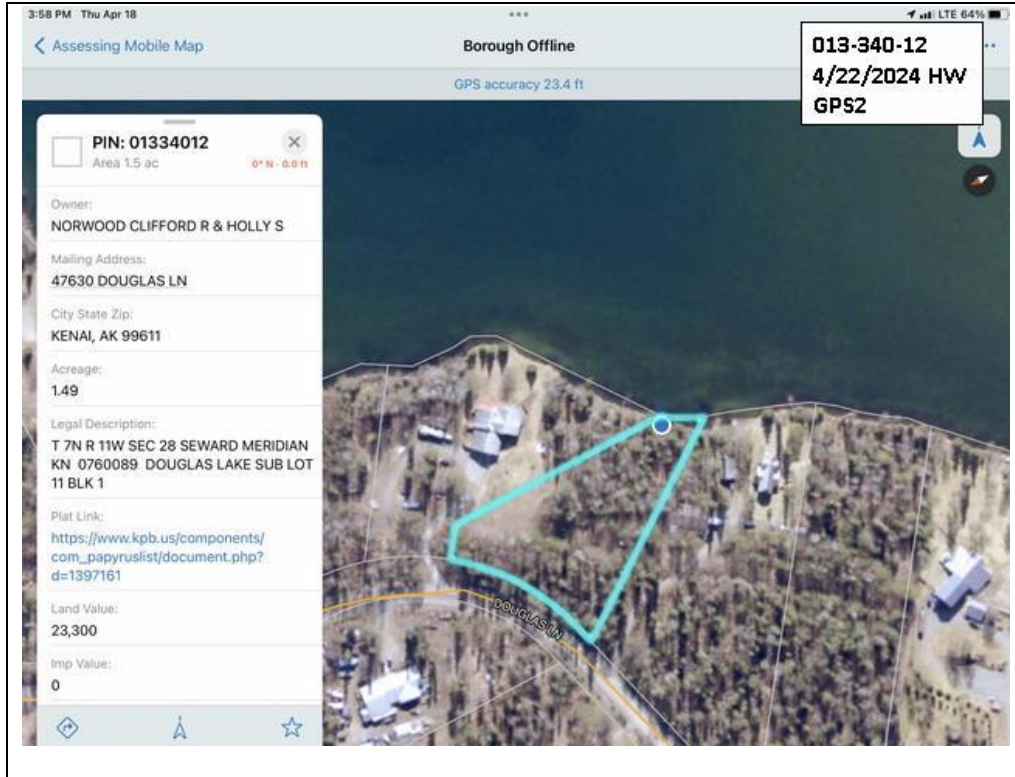 3:58 PM Thu Apr 18
LTE 64%
Assessing Mobile Map
Borough Offline
GPS accuracy 23.4 ft
013-340-12
4/22/2024 HW
GPS2
PIN: 01334012
Area 1.5 ac
0° N - 0.0 ft
Owner:
NORWOOD CLIFFORD R & HOLLY S
Mailing Address:
47630 DOUGLAS LN
City State Zip:
KENAI, AK 99611
Acreage:
1.49
Legal Description:
T 7N R 11W SEC 28 SEWARD MERIDIAN
KN 0760089 DOUGLAS LAKE SUB LOT
11 BLK 1
Plat Link:
https://www.kpb.us/components/
com_papyruslist/document.php?
d=1397161
Land Value:
23,300
Imp Value:
0
DOUGLAS LN